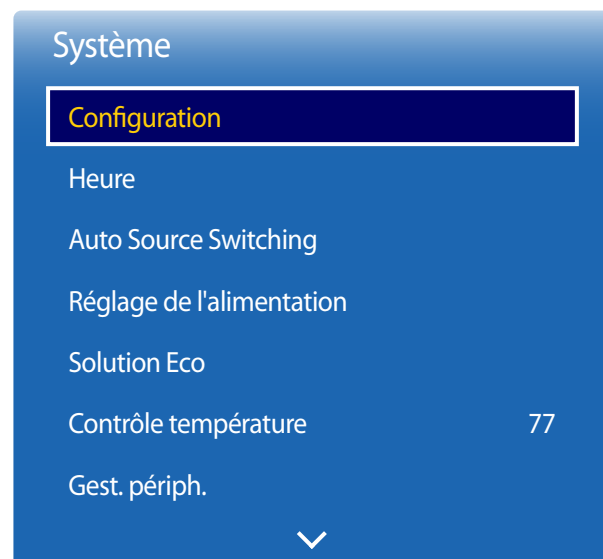 Système
Configuration
Heure
Auto Source Switching
Réglage de l'alimentation
Solution Eco
Contrôle température 77
Gest. périph.